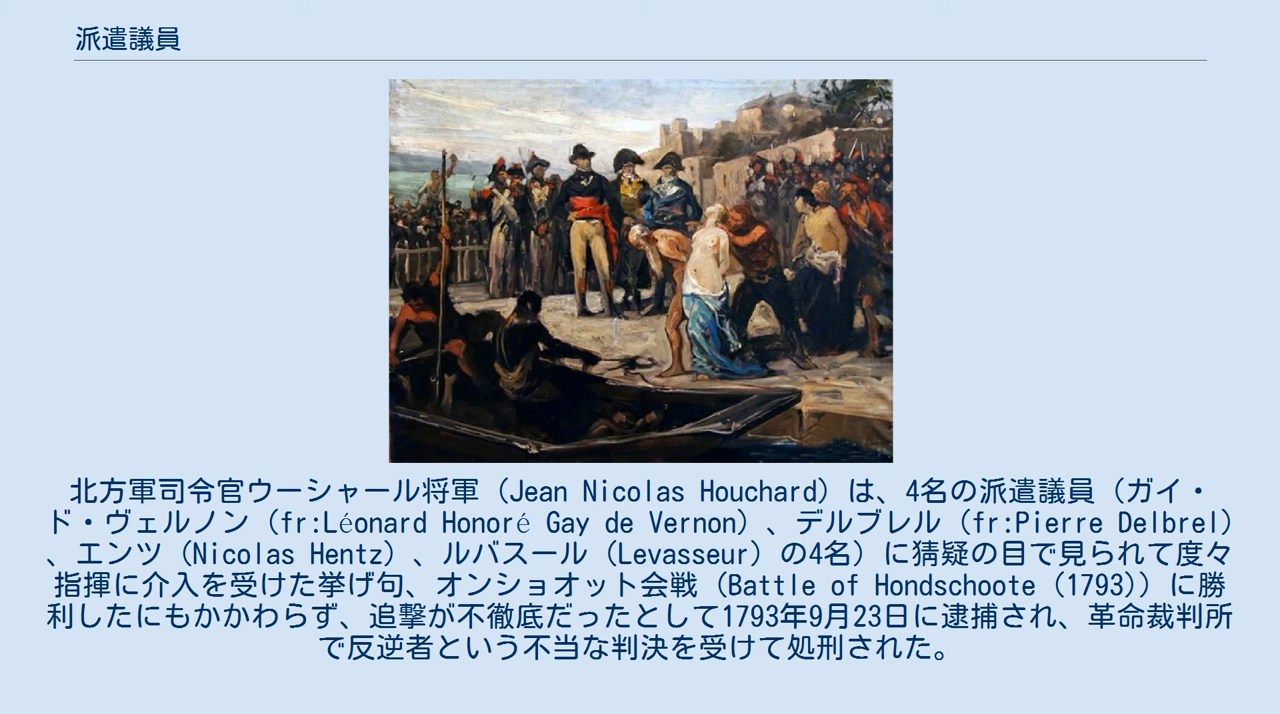 派遣議員
北方軍司令官ウーシャール将軍（Jean Nicolas Houchard）は、4名の派遣議員（ガイ・
ド・ヴェルノン（fr:Léonard Honoré Gay de Vernon）、デルブレル（fr:Pierre Delbrel）
、エンツ（Nicolas Hentz）、ルバスール（Levasseur）の4名）に猜疑の目で見られて度々
指揮に介入を受けた挙げ句、オンショオット会戦（Battle of Hondschoote（1793））に勝
利したにもかかわらず、追撃が不徹底だったとして1793年9月23日に逮捕され、革命裁判所
で反逆者という不当な判決を受けて処刑された。